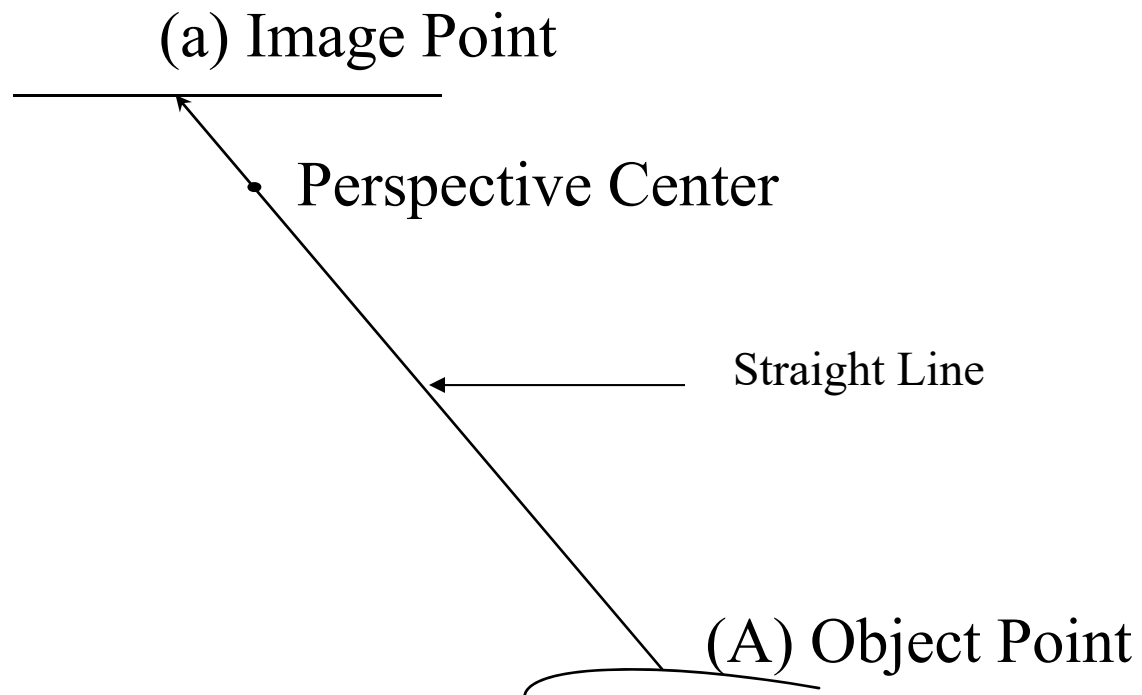 (a) Image Point
Perspective Center
Straight Line
(A) Object Point